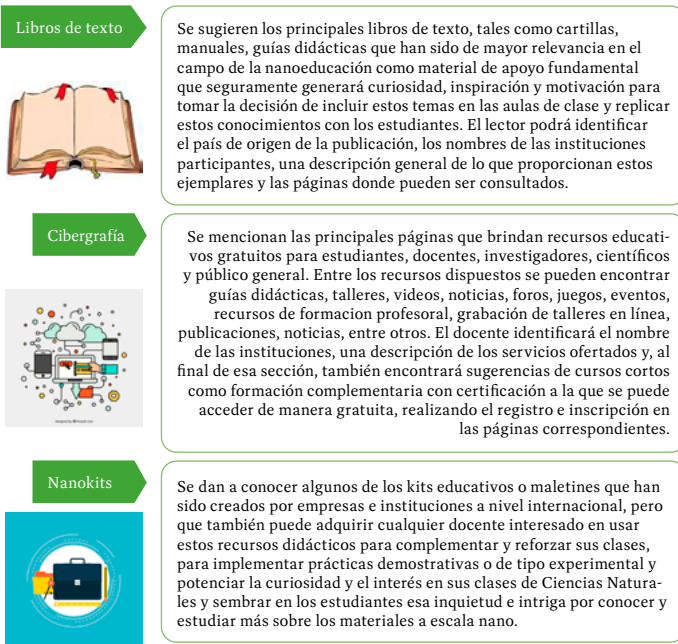 Libros de texto
Se sugieren los principales libros de texto, tales como cartillas,
manuales, guías didácticas que han sido de mayor relevancia en el
campo de la nanoeducación como material de apoyo fundamental
que seguramente generará curiosidad, inspiración y motivación para
tomar la decisión de incluir estos temas en las aulas de clase y replicar
estos conocimientos con los estudiantes. El lector podrá identificar
el país de origen de la publicación, los nombres de las instituciones
participantes, una descripción general de lo que proporcionan estos
ejemplares y las páginas donde pueden ser consultados.
Cibergrafía
Se mencionan las principales páginas que brindan recursos educati-
vos gratuitos para estudiantes, docentes, investigadores, científicos
y público general. Entre los recursos dispuestos se pueden encontrar
guías didácticas, talleres, videos, noticias, foros, juegos, eventos,
recursos de formacion profesoral, grabación de talleres en línea,
publicaciones, noticias, entre otros. El docente identificará el nombre
de las instituciones, una descripción de los servicios ofertados y, al
final de esa sección, también encontrará sugerencias de cursos cortos
como formación complementaria con certificación a la que se puede
acceder de manera gratuita, realizando el registro e inscripción en
las páginas correspondientes.
Nanokits
Se dan a conocer algunos de los kits educativos o maletines que han
sido creados por empresas e instituciones a nivel internacional, pero
que también puede adquirir cualquier docente interesado en usar
estos recursos didácticos para complementar y reforzar sus clases,
para implementar prácticas demostrativas o de tipo experimental y
potenciar la curiosidad y el interés en sus clases de Ciencias Natura-
les y sembrar en los estudiantes esa inquietud e intriga por conocer y
estudiar más sobre los materiales a escala nano.